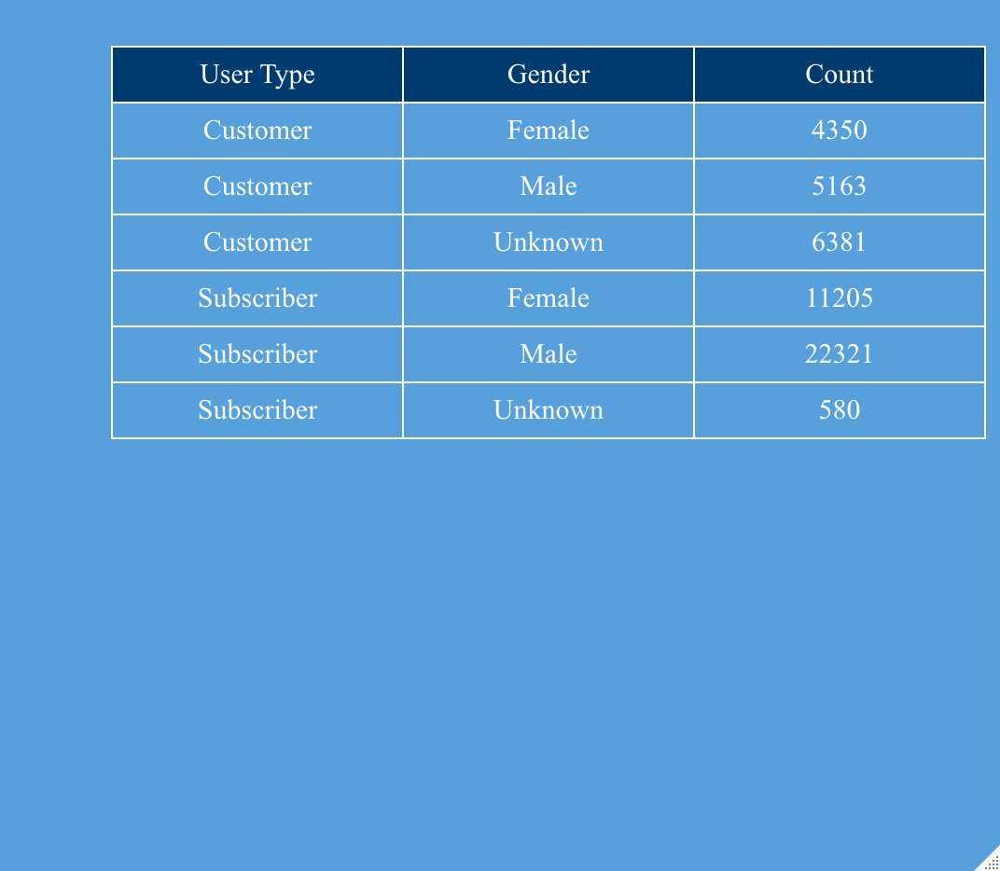 User Type Gender Count
Customer Female 4350
Customer Male 5163
Customer Unknown 6381
Subscriber Female 11205
Subscriber Male 22321
Subscriber Unknown 580